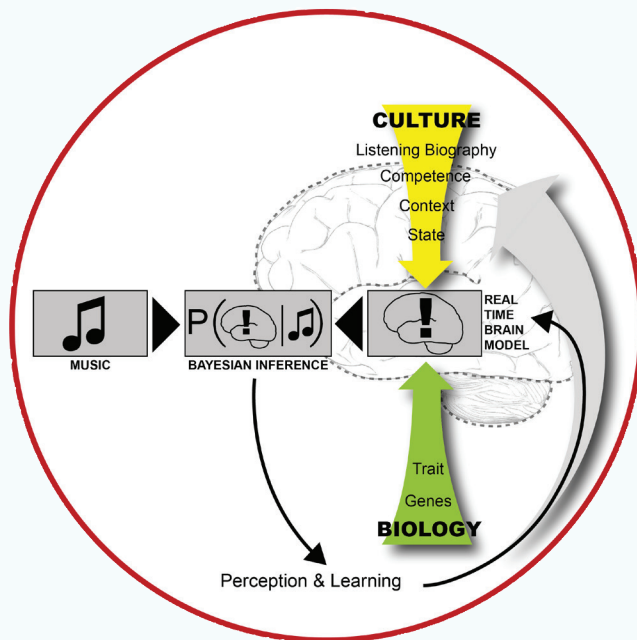 CULTURE
Listening Biography
Competence
Context
State
P(!|♫)
MUSIC
BAYESIAN INFERENCE
REAL
TIME
BRAIN
MODEL
Trait
Genes
BIOLOGY
Perception & Learning